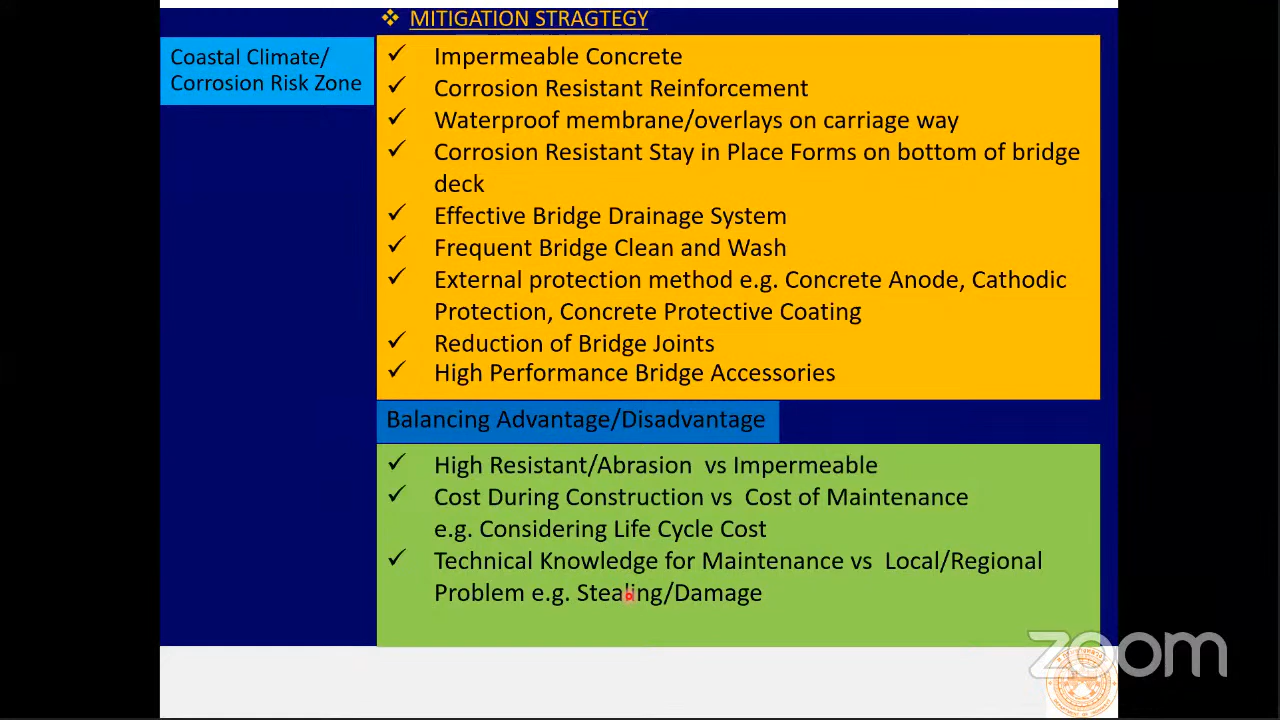 ❖ MITIGATION STRAGTEGY
Coastal Climate/
Corrosion Risk Zone
✓ Impermeable Concrete
✓ Corrosion Resistant Reinforcement
✓ Waterproof membrane/overlays on carriage way
✓ Corrosion Resistant Stay in Place Forms on bottom of bridge
deck
✓ Effective Bridge Drainage System
✓ Frequent Bridge Clean and Wash
✓ External protection method e.g. Concrete Anode, Cathodic
Protection, Concrete Protective Coating
✓ Reduction of Bridge Joints
✓ High Performance Bridge Accessories
Balancing Advantage/Disadvantage
✓ High Resistant/Abrasion vs Impermeable
✓ Cost During Construction vs Cost of Maintenance
e.g. Considering Life Cycle Cost
✓ Technical Knowledge for Maintenance vs Local/Regional
Problem e.g. Stealing/Damage
zoom